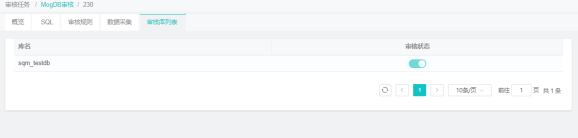 审核任务 / MogDB审核 / 230
概览 SQL 审核规则 数据采集 审核库列表
库名 审核状态
sqm_testdb
1 10条/页 前往 1 页 共 1 条